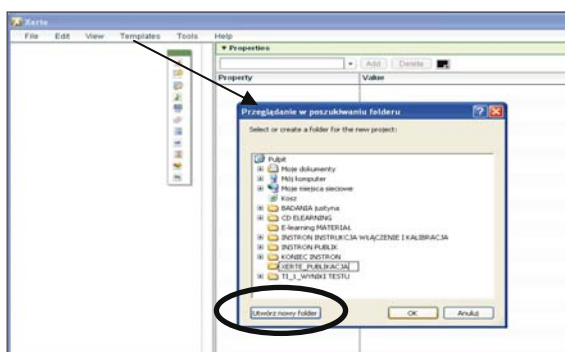 Xerte
File Edit View Templates Tools Help
▼ Properties
Add Delete
Property Value
Przeglądanie w poszukiwaniu folderu
Select or create a folder for the new project:
Pulpit
Moje dokumenty
Mój komputer
Moje miejsca sieciowe
Kosz
BADANIA justyna
CD ELEARNING
E-learning MATERIAŁ
INSTRON INSTRUKCJA WŁĄCZENIE I KALIBRACJA
INSTRON PUBLIK
KONIEC INSTRON
XERTE_PUBLIKACJA
TI_1_WYNIKI TESTU
Utwórz nowy folder OK Anuluj